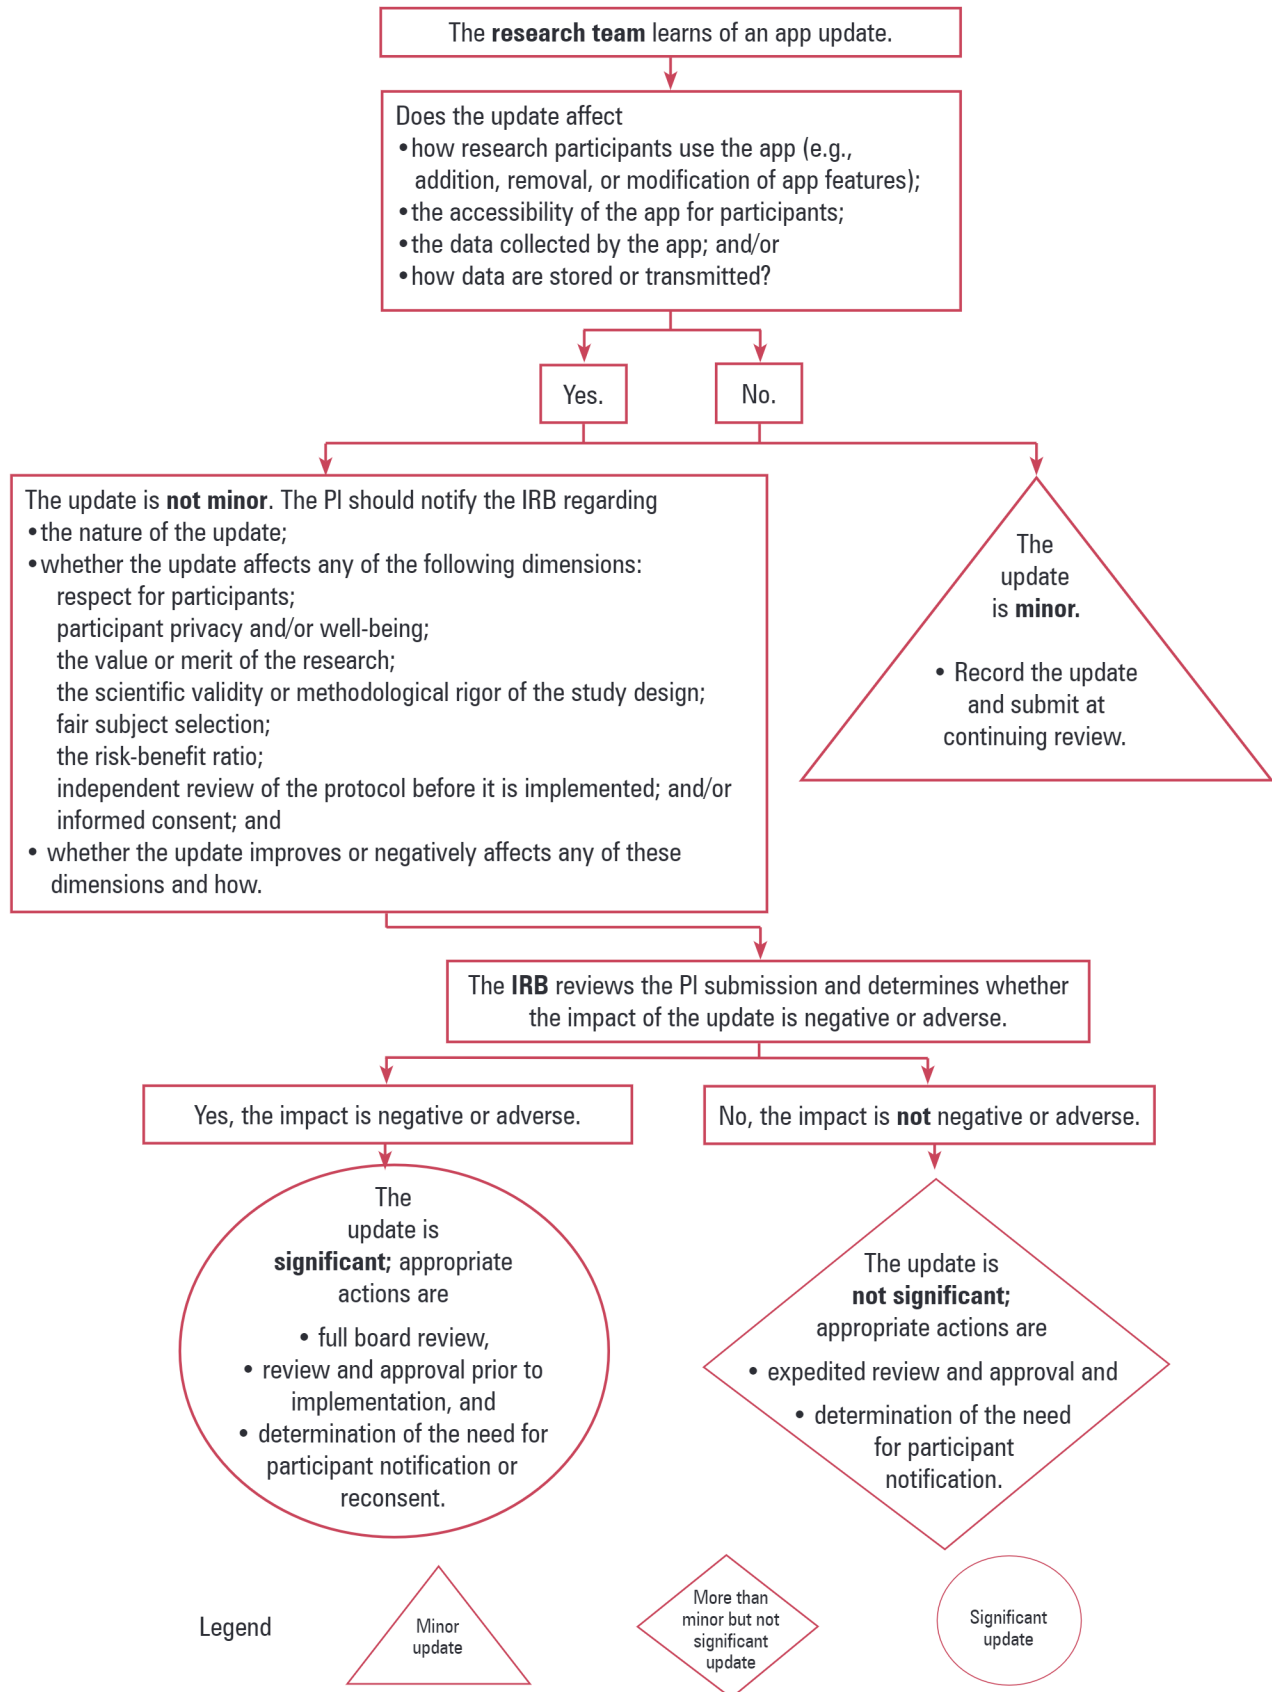 The research team learns of an app update.
Does the update affect
•how research participants use the app (e.g.,
addition, removal, or modification of app features);
•the accessibility of the app for participants;
•the data collected by the app; and/or
•how data are stored or transmitted?
Yes.
No.
The update is not minor. The PI should notify the IRB regarding
•the nature of the update;
•whether the update affects any of the following dimensions:
respect for participants;
participant privacy and/or well-being;
the value or merit of the research;
the scientific validity or methodological rigor of the study design;
fair subject selection;
the risk-benefit ratio;
independent review of the protocol before it is implemented; and/or
informed consent; and
• whether the update improves or negatively affects any of these
dimensions and how.
The
update
is minor.
• Record the update
and submit at
continuing review.
The IRB reviews the PI submission and determines whether
the impact of the update is negative or adverse.
Yes, the impact is negative or adverse.
No, the impact is not negative or adverse.
The
update is
significant; appropriate
actions are
• full board review,
• review and approval prior to
implementation, and
• determination of the need for
participant notification or
reconsent.
The update is
not significant;
appropriate actions are
• expedited review and approval and
• determination of the need
for participant
notification.
Legend
Minor
update
More than
minor but not
significant
update
Significant
update